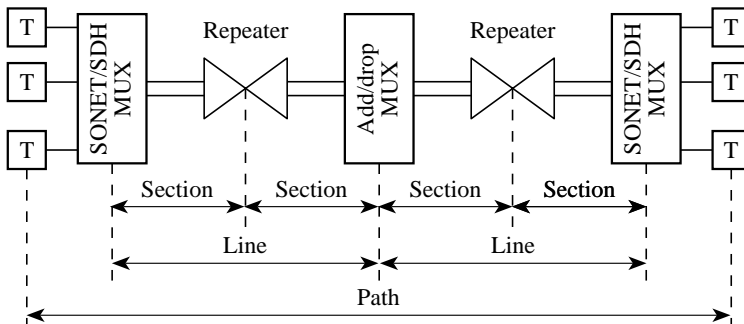 T
T
T
SONET/SDH
MUX
Repeater
Add/drop
MUX
Repeater
SONET/SDH
MUX
T
T
T
Section
Section
Section
Section
Line
Line
Path